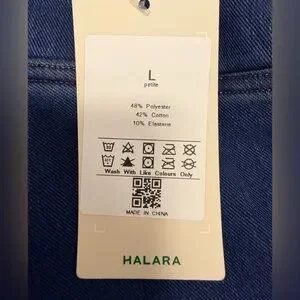 L
petite
48% Polyester
42% Cotton
10% Elastane
Wash With Like Colours Only
MADE IN CHINA
HALARA